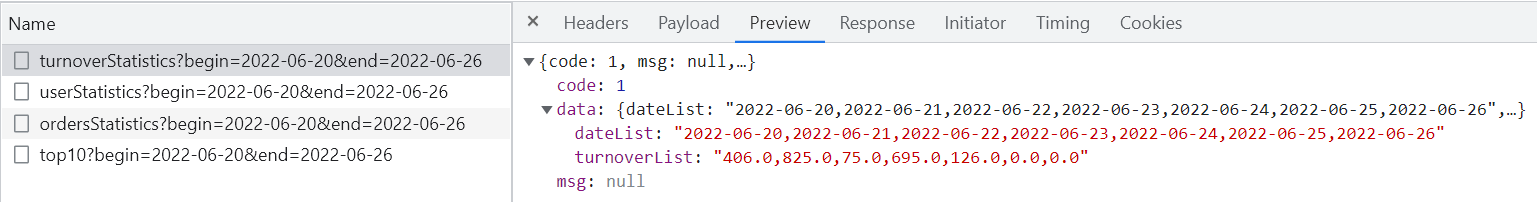 Name
turnoverStatistics?begin=2022-06-20&end=2022-06-26
userStatistics?begin=2022-06-20&end=2022-06-26
ordersStatistics?begin=2022-06-20&end=2022-06-26
top10?begin=2022-06-20&end=2022-06-26
× Headers Payload Preview Response Initiator Timing Cookies
▼{code: 1, msg: null,…}
code: 1
▼data: {dateList: "2022-06-20,2022-06-21,2022-06-22,2022-06-23,2022-06-24,2022-06-25,2022-06-26",…}
dateList: "2022-06-20,2022-06-21,2022-06-22,2022-06-23,2022-06-24,2022-06-25,2022-06-26"
turnoverList: "406.0,825.0,75.0,695.0,126.0,0.0,0.0"
msg: null